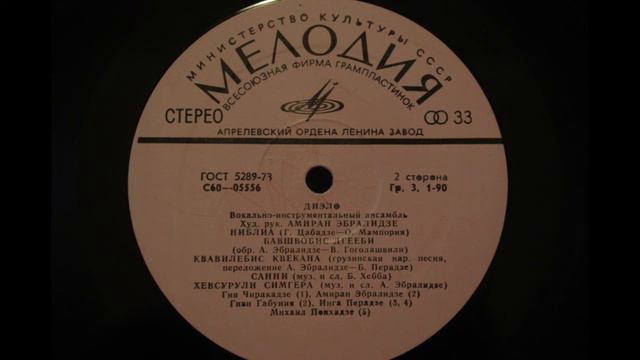 МИНИСТЕРСТВО КУЛЬТУРЫ СССР
МЕЛОДИЯ
ВСЕСОЮЗНАЯ ФИРМА ГРАМПЛАСТИНОК
СТЕРЕО
33
АПРЕЛЕВСКИЙ ОРДЕНА ЛЕНИНА ЗАВОД
ГОСТ 5289-73
С60—05556
2 сторона
Гр. 3. 1-90
ДИЭЛО
Вокально-инструментальный ансамбль
Худ. рук. АМИРАН ЭБРАЛИДЗЕ
НИБЛИА (Г. Цабадзе—О. Мампория)
БАВШВОБИС ДГЕЕБИ
(обр. А. Эбралидзе—В. Гоголашвили)
КВАВИЛЕБИС КВЕКАНА (грузинская нар. песня,
переложение А. Эбралидзе—Б. Перадзе)
САННИ (муз. и сл. Б. Хебба)
ХЕВСУРУЛИ СИМГЕРА (муз. и сл. А. Эбралидзе)
Гия Чиракадзе (1), Амиран Эбралидзе (2)
Гиви Габуния (2), Инга Перадзе (3, 4)
Михаил Попхадзе (5)